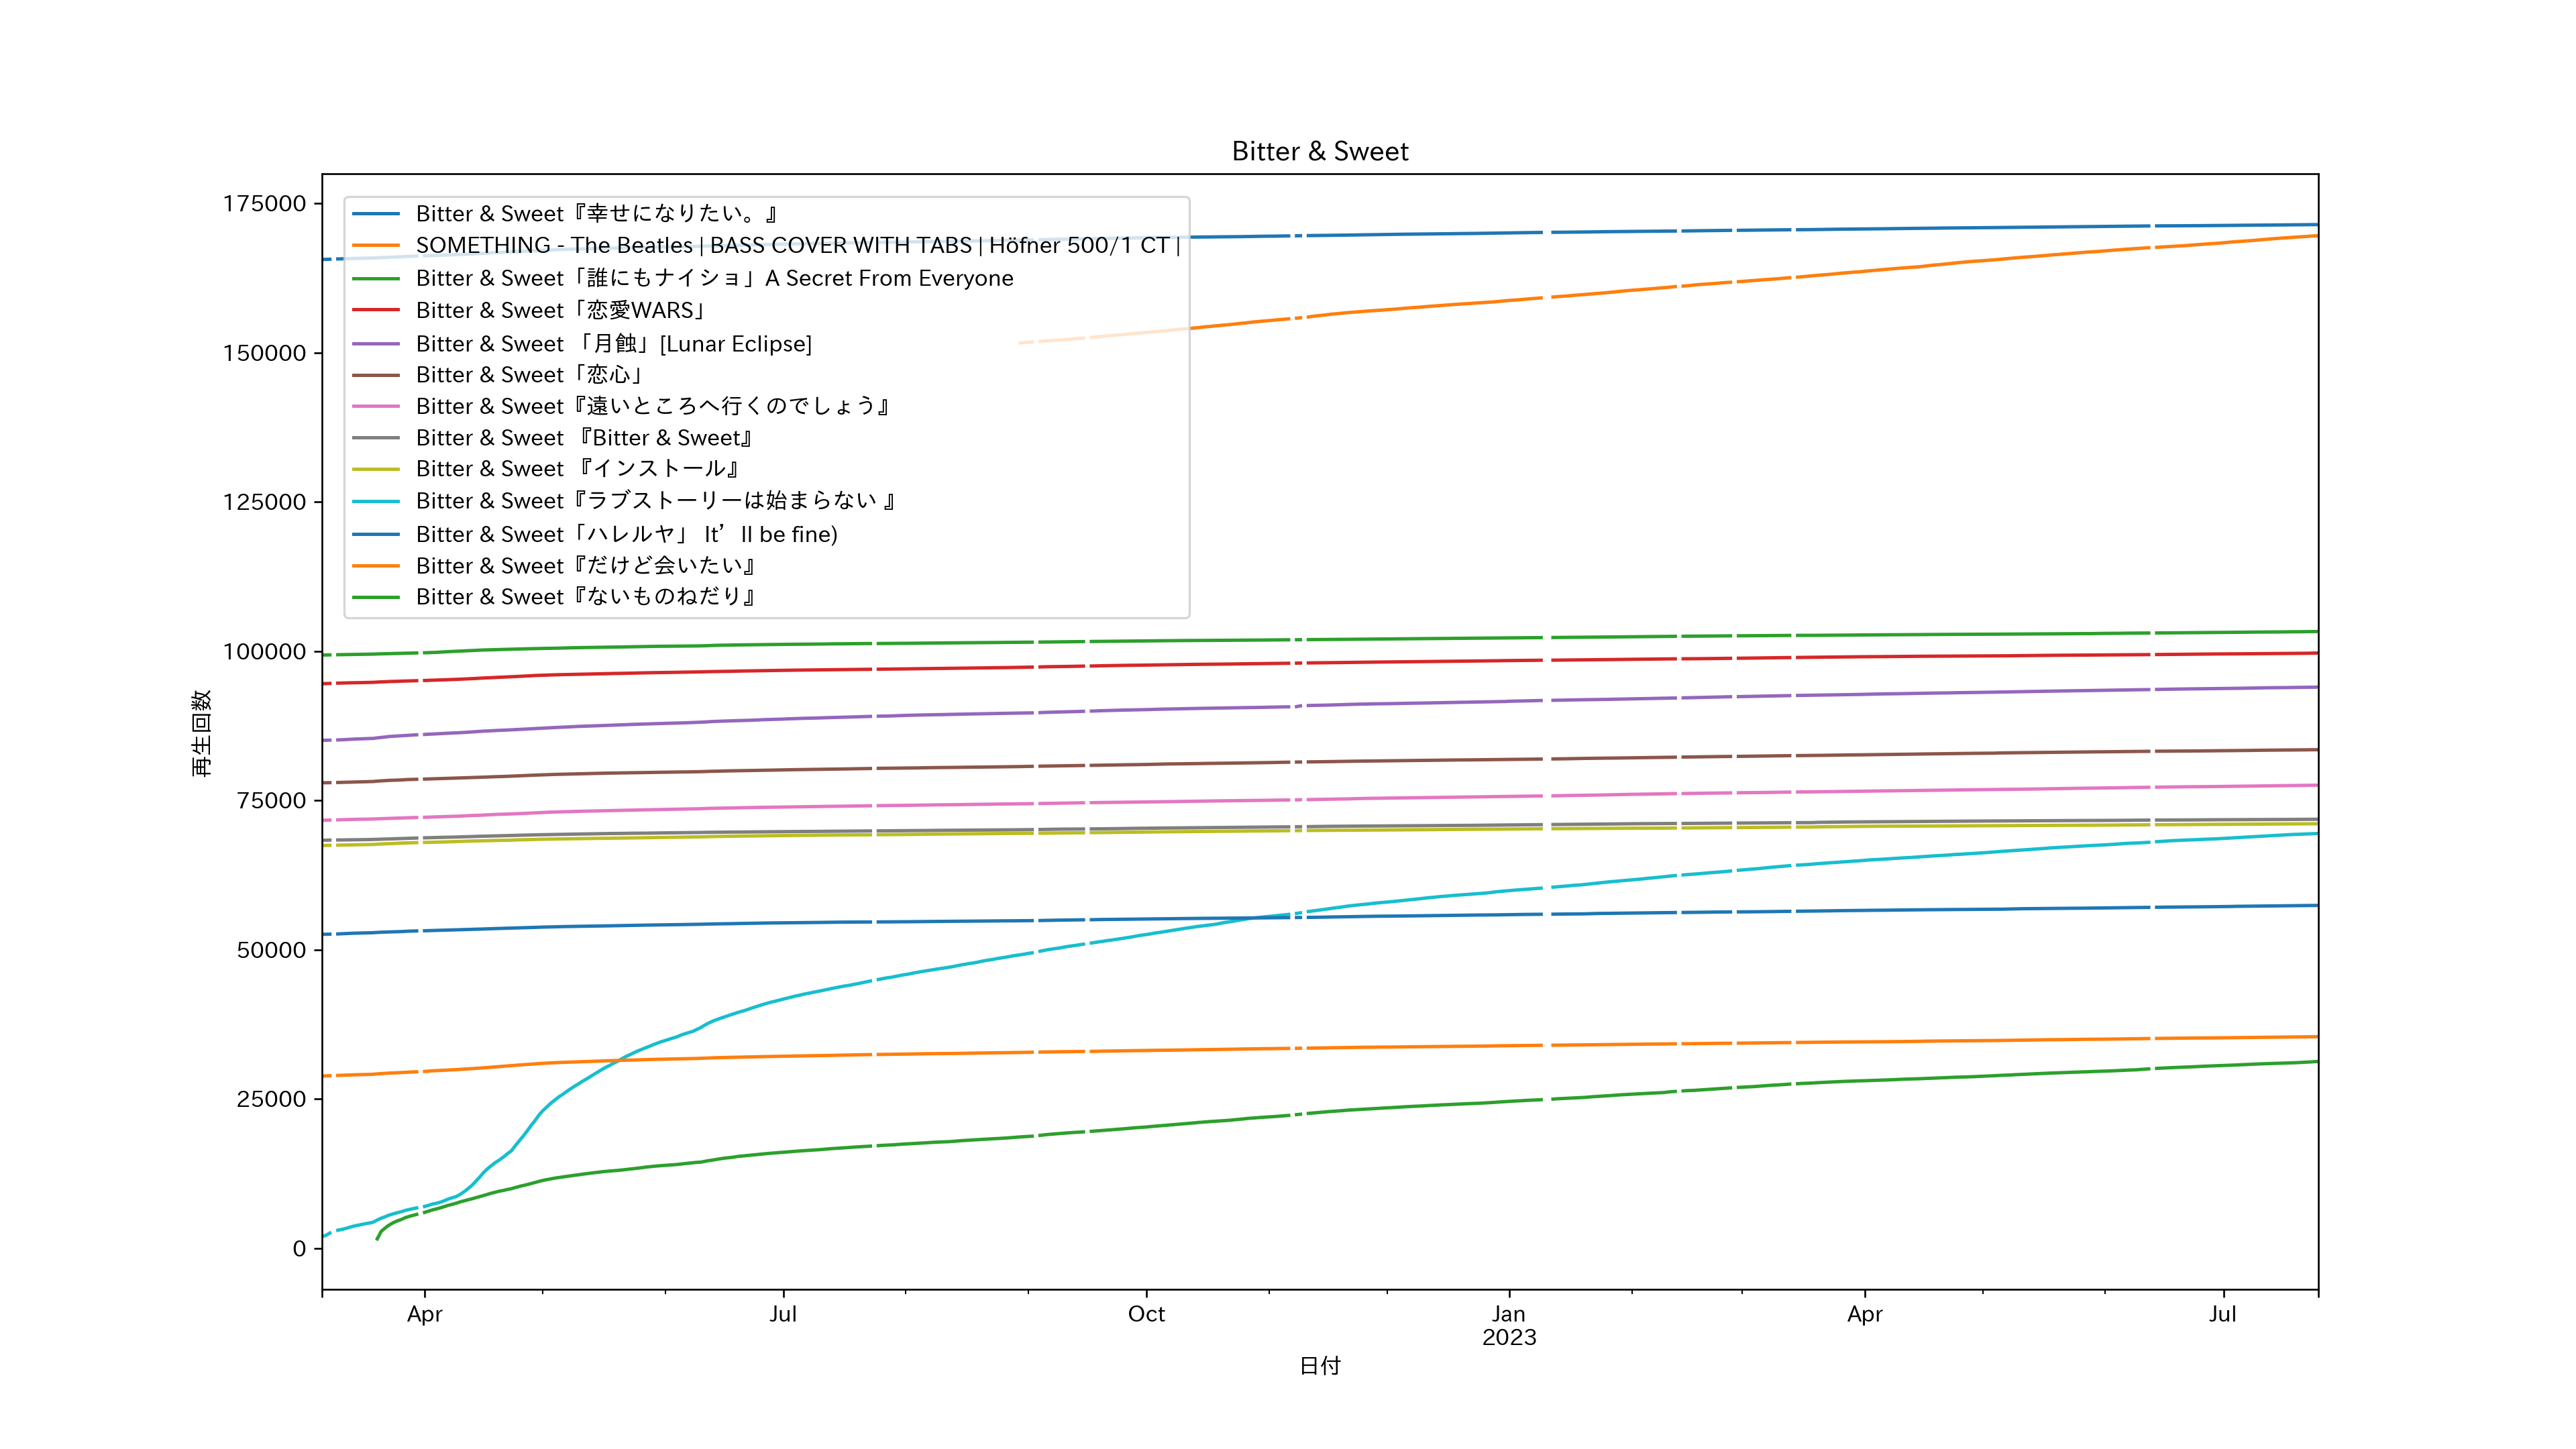 Bitter & Sweet
175000
150000
125000
100000
75000
50000
25000
0
再生回数
Bitter & Sweet『幸せになりたい。』
SOMETHING - The Beatles | BASS COVER WITH TABS | Höfner 500/1 CT |
Bitter & Sweet「誰にもナイショ」A Secret From Everyone
Bitter & Sweet「恋愛WARS」
Bitter & Sweet 「月蝕」[Lunar Eclipse]
Bitter & Sweet「恋心」
Bitter & Sweet『遠いところへ行くのでしょう』
Bitter & Sweet 『Bitter & Sweet』
Bitter & Sweet 『インストール』
Bitter & Sweet『ラブストーリーは始まらない 』
Bitter & Sweet「ハレルヤ」 It’ll be fine)
Bitter & Sweet『だけど会いたい』
Bitter & Sweet『ないものねだり』
Apr Jul Oct Jan Apr Jul
2023
日付